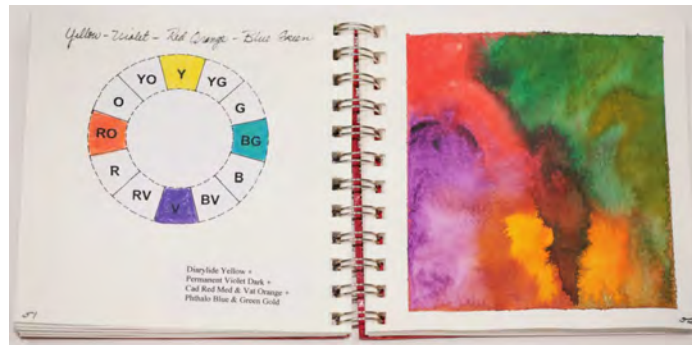 Yellow - Violet - Red Orange - Blue Green
Y
YO
YG
O
G
RO
BG
R
B
RV
BV
V
Diarylide Yellow +
Permanent Violet Dark +
Cad Red Med & Vat Orange +
Phthalo Blue & Green Gold
51